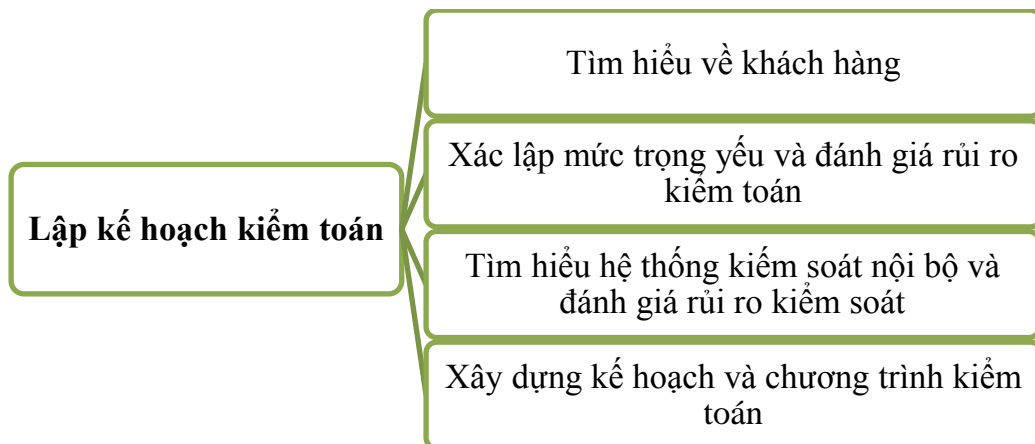 Tìm hiểu về khách hàng
Xác lập mức trọng yếu và đánh giá rủi ro
kiểm toán
Lập kế hoạch kiểm toán
Tìm hiểu hệ thống kiếm soát nội bộ và
đánh giá rủi ro kiểm soát
Xây dựng kế hoạch và chương trình kiểm
toán